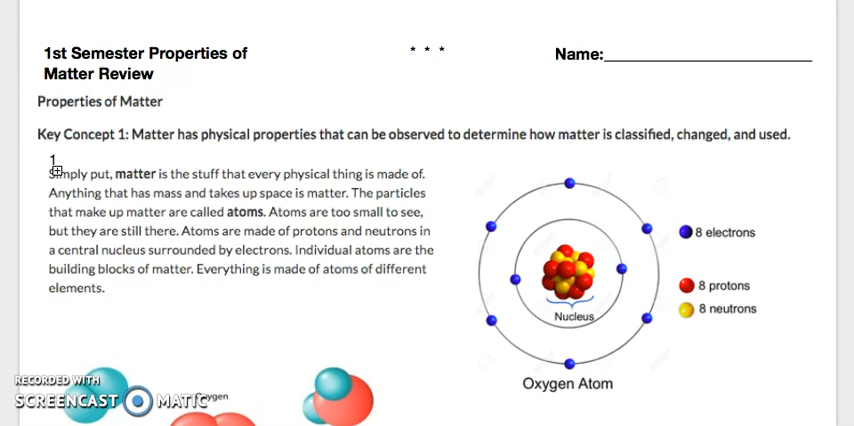 1st Semester Properties of
Matter Review
* * *
Name:
Properties of Matter
Key Concept 1: Matter has physical properties that can be observed to determine how matter is classified, changed, and used.
1
Simply put, matter is the stuff that every physical thing is made of.
Anything that has mass and takes up space is matter. The particles
that make up matter are called atoms. Atoms are too small to see,
but they are still there. Atoms are made of protons and neutrons in
a central nucleus surrounded by electrons. Individual atoms are the
building blocks of matter. Everything is made of atoms of different
elements.
8 electrons
8 protons
8 neutrons
Nucleus
Oxygen Atom
RECORDED WITH
SCREENCAST MATIC